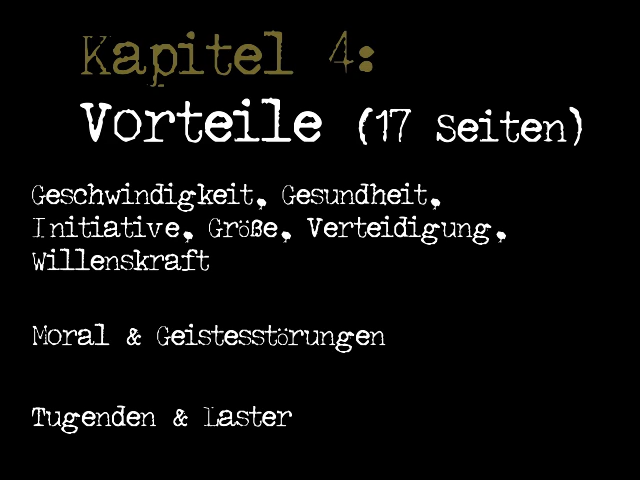 Kapitel 4:
Vorteile (17 Seiten)
Geschwindigkeit, Gesundheit,
Initiative, Größe, Verteidigung,
Willenskraft
Moral & Geistesstörungen
Tugenden & Laster